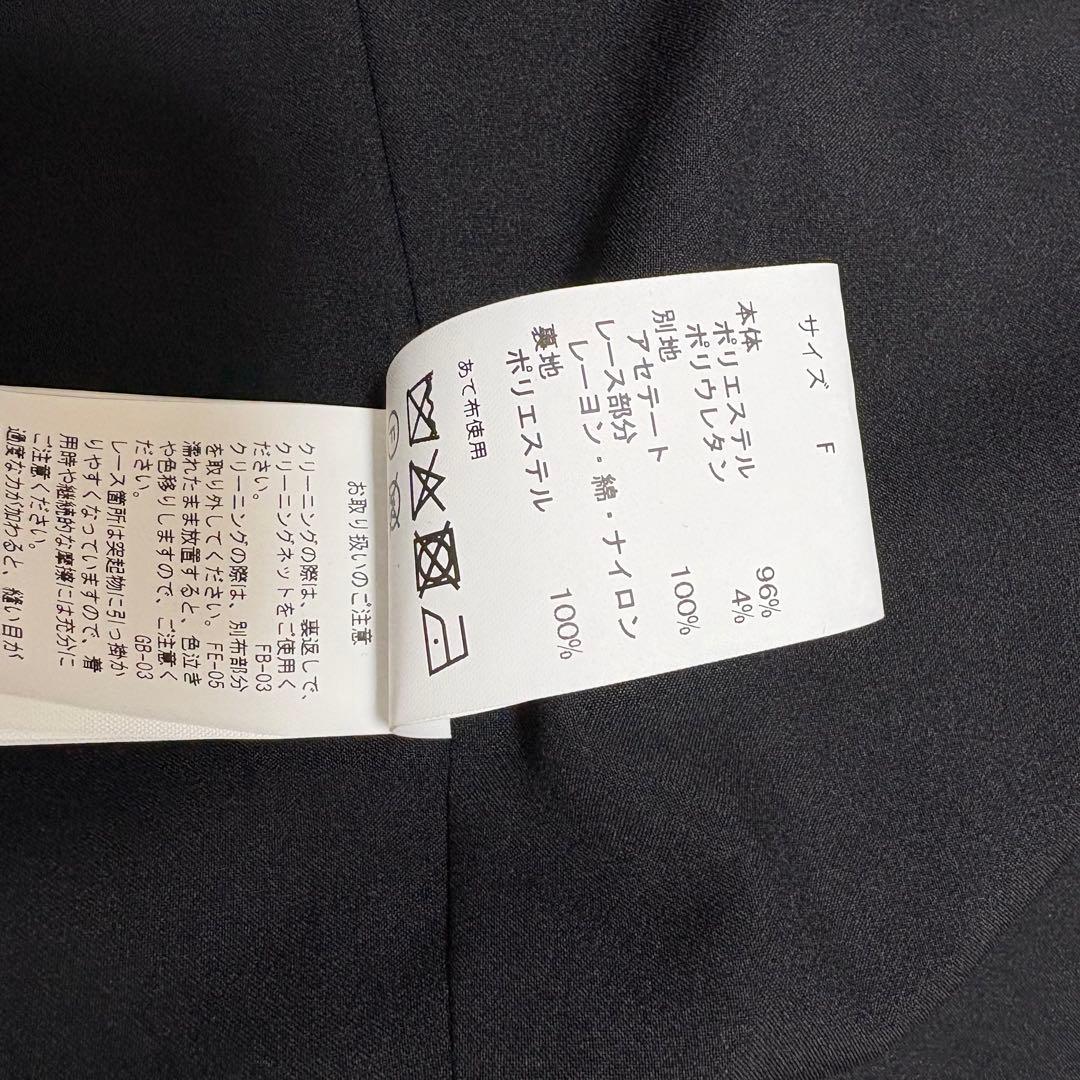 サイズ F
本体
ポリエステル 96%
ポリウレタン 4%
別地
アセテート 100%
レース部分
レーヨン・綿・ナイロン
裏地
ポリエステル 100%
あて布使用
F
お取り扱いのご注意
クリーニングの際は、裏返しで、
クリーニングネットをご使用く
ださい。 FB-03
クリーニングの際は、別布部分
を取り外してください。 FE-05
濡れたまま放置すると、色泣き
や色移りしますので、ご注意く
ださい。 GB-03
レース箇所は突起物に引っ掛か
りやすくなっていますので、着
用時や継続的な摩擦には充分に
ご注意ください。
過度な力が加わると、縫い目が